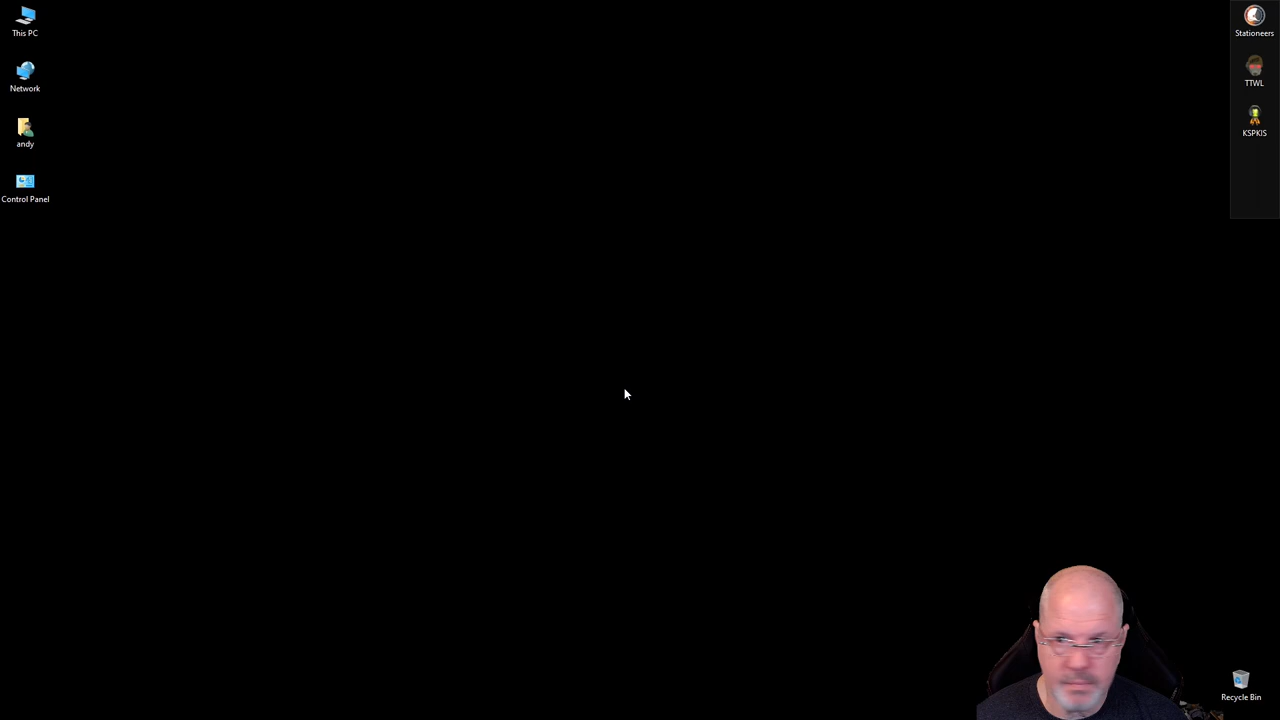 This PC
Network
andy
Control Panel
Stationeers
TTWL
KSPKIS
Recycle Bin